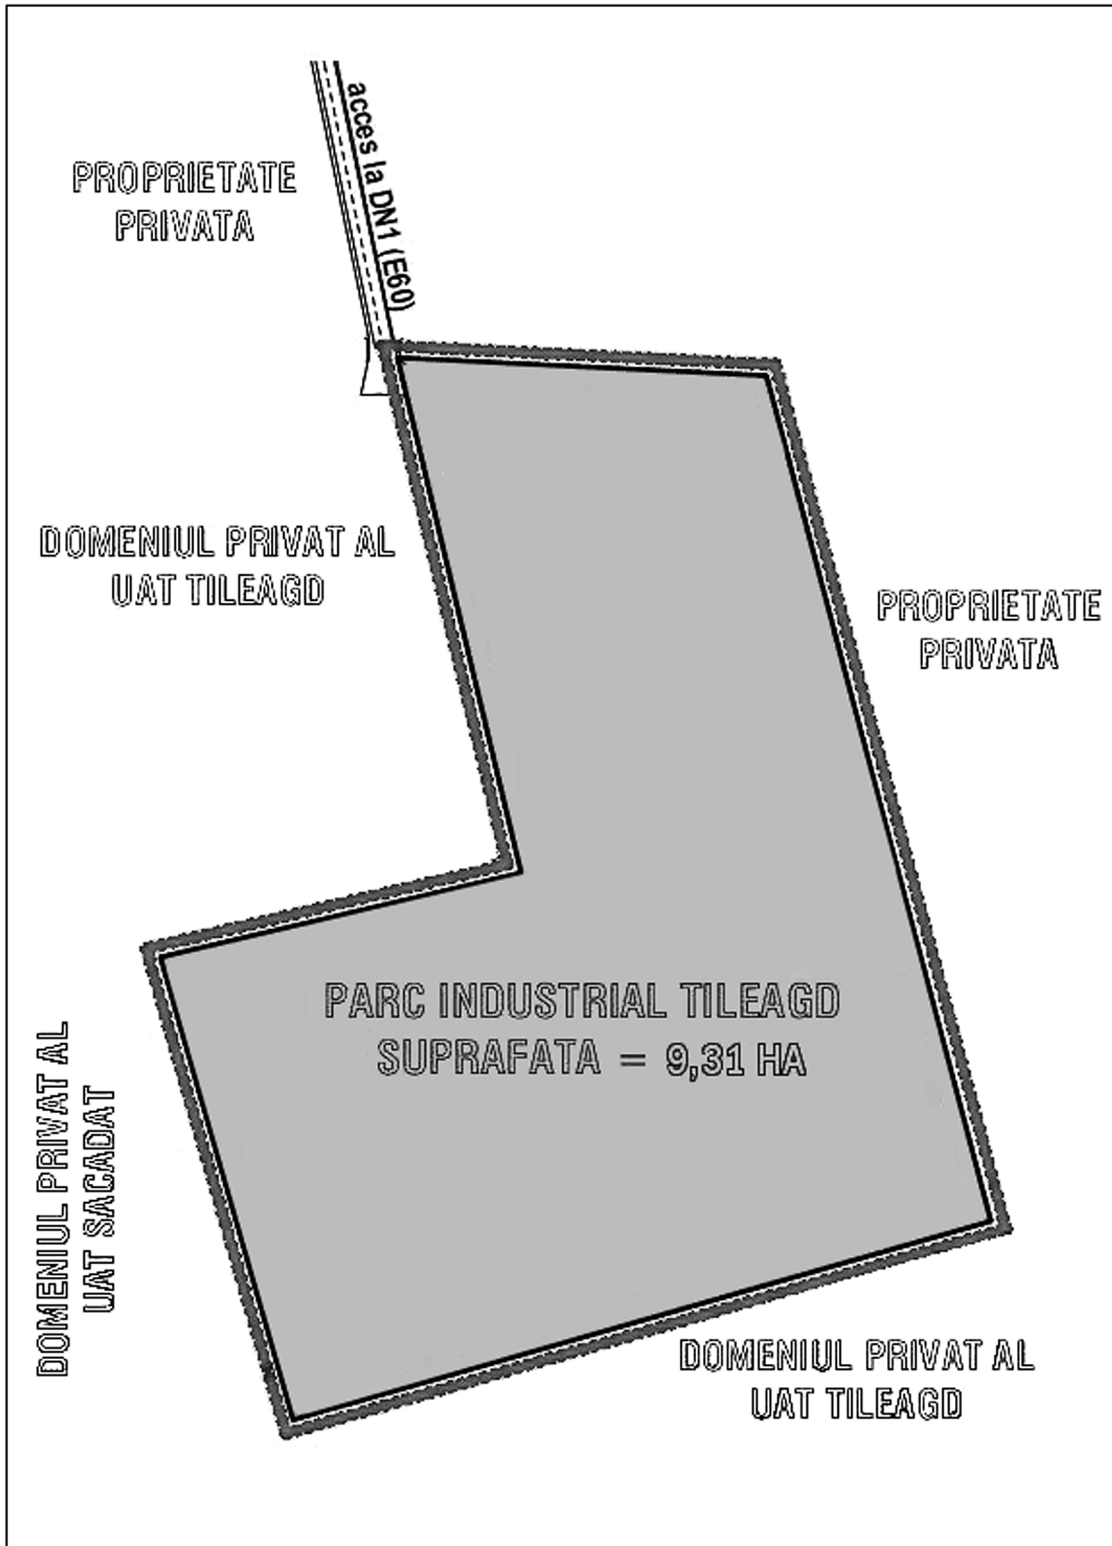 acces la DN1 (E60)
PROPRIETATE
PRIVATA
DOMENIUL PRIVAT AL
UAT TILEAGD
PROPRIETATE
PRIVATA
PARC INDUSTRIAL TILEAGD
SUPRAFATA = 9,31 HA
DOMENIUL PRIVAT AL
UAT SACADAT
DOMENIUL PRIVAT AL
UAT TILEAGD